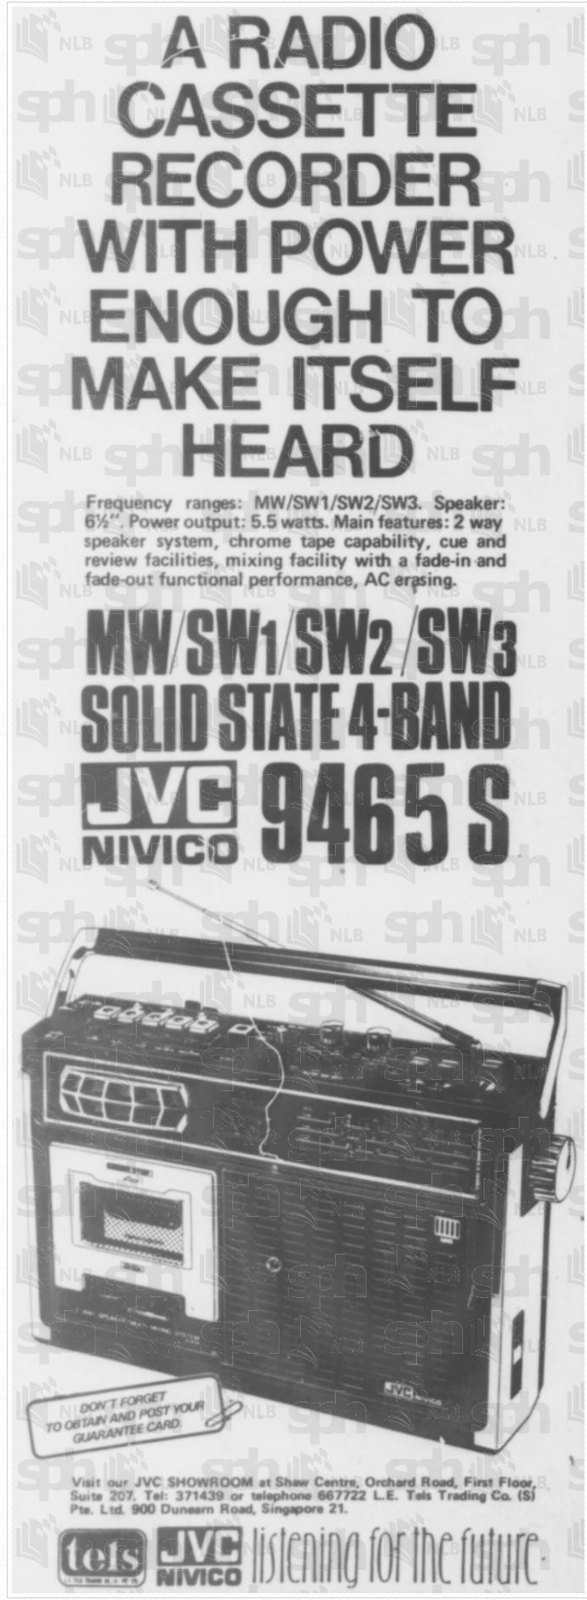 A RADIO
CASSETTE
RECORDER
WITH POWER
ENOUGH TO
MAKE ITSELF
HEARD
Frequency ranges: MW/SW1/SW2/SW3. Speaker:
6½". Power output: 5.5 watts. Main features: 2 way
speaker system, chrome tape capability, cue and
review facilities, mixing facility with a fade-in and
fade-out functional performance, AC erasing.
MW/SW1/SW2/SW3
SOLID STATE 4-BAND
JVC
NIVICO
9465 S
JVC NIVICO
DON'T FORGET
TO OBTAIN AND POST YOUR
GUARANTEE CARD.
Visit our JVC SHOWROOM at Shaw Centre, Orchard Road, First Floor,
Suite 207. Tel: 371439 or telephone 667722 L.E. Tels Trading Co. (S)
Pte. Ltd. 900 Dunearn Road, Singapore 21.
tels
JVC
NIVICO
listening for the future
sph
NLB